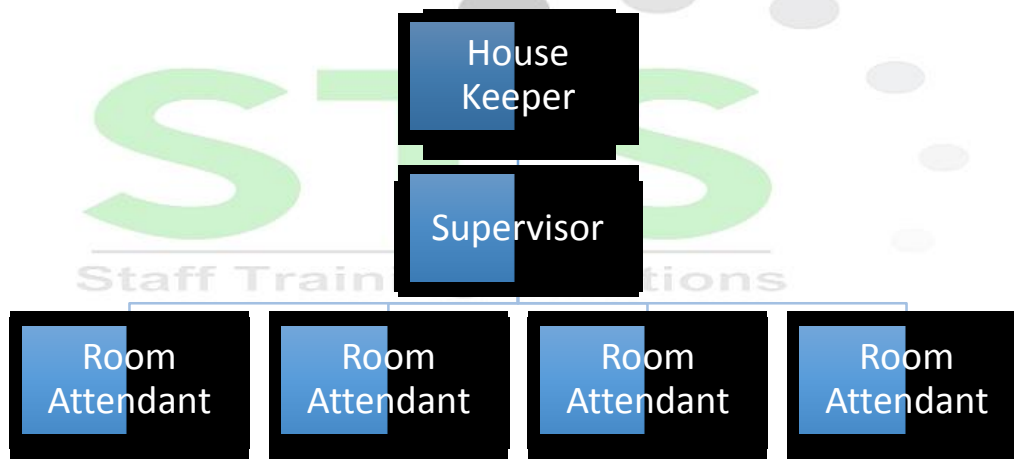 House
Keeper
Supervisor
Room
Attendant
Room
Attendant
Room
Attendant
Room
Attendant